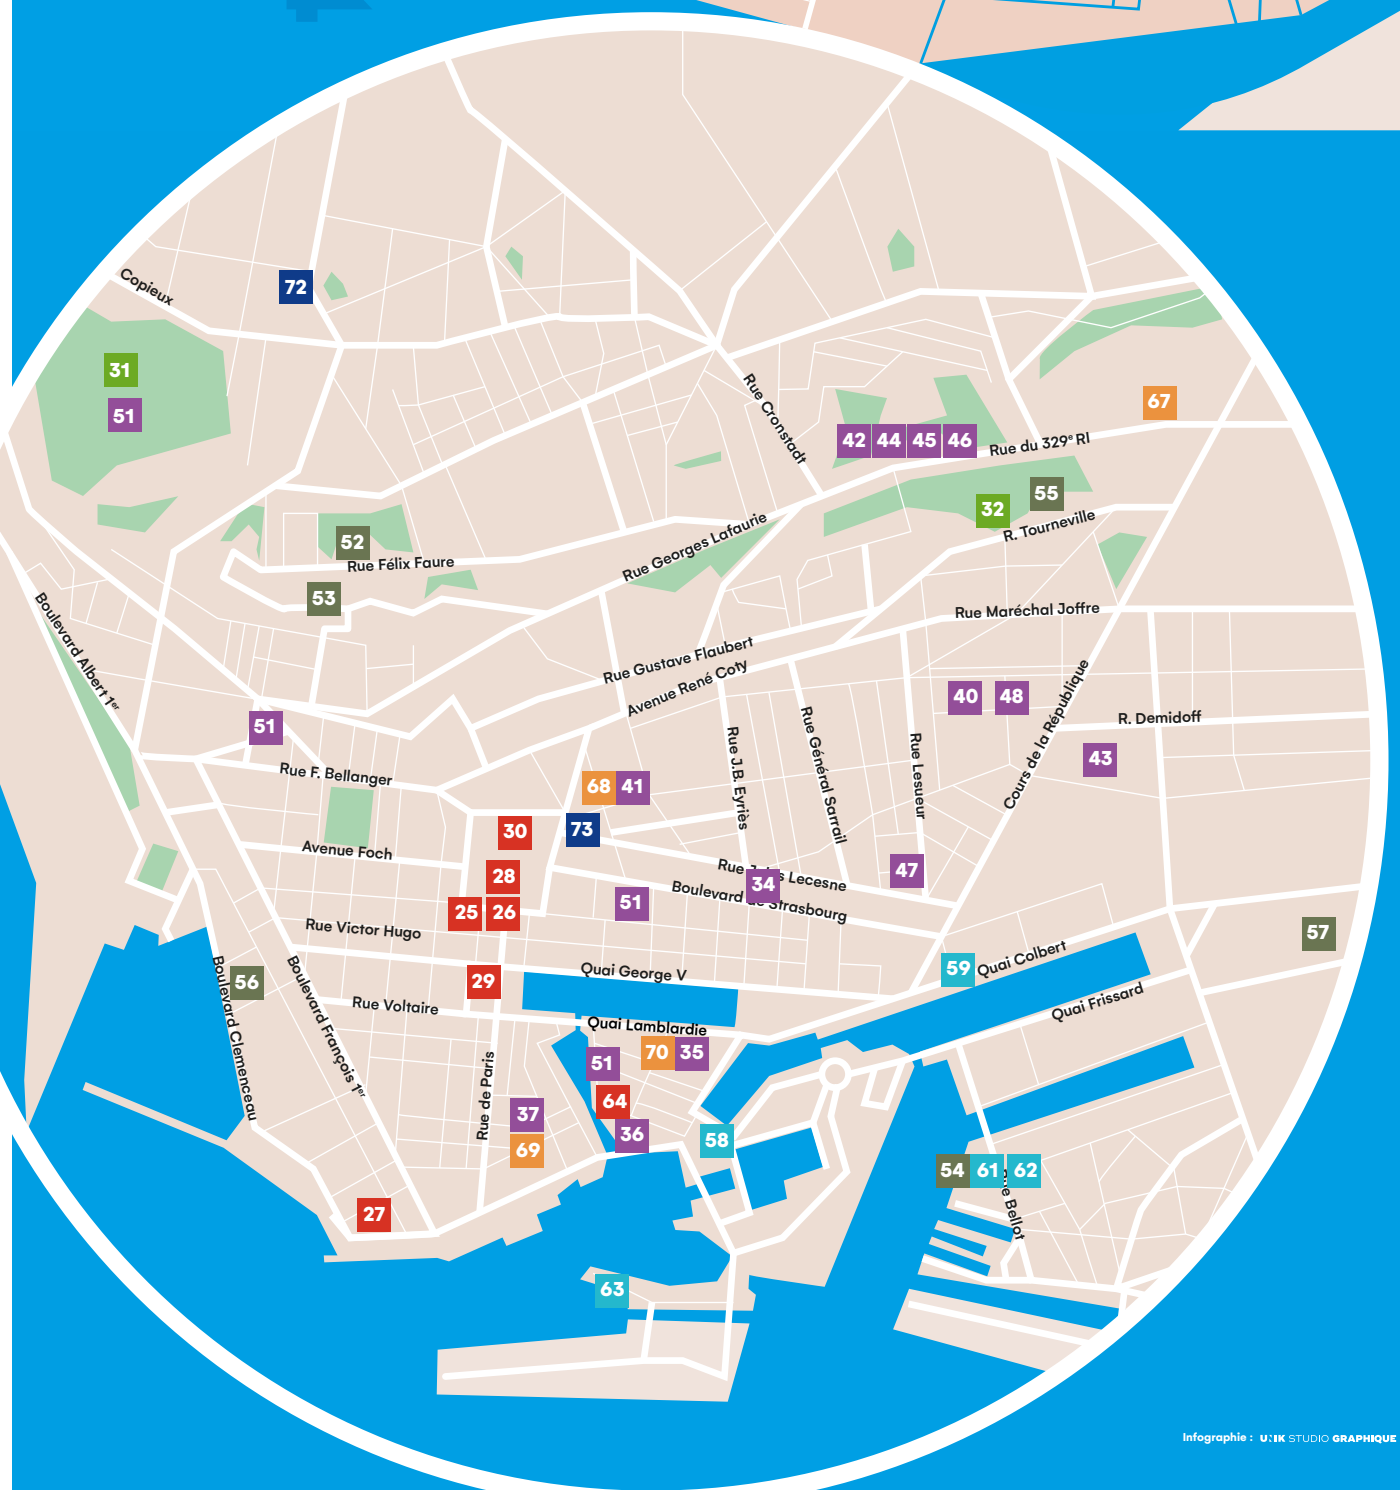 Copieux
72
31
51
Rue Cronstadt
67
42 44 45 46
Rue du 329e RI
55
32
R. Tourneville
52
Rue Félix Faure
53
Rue Georges Lafaurie
Boulevard Albert 1er
Rue Maréchal Joffre
Rue Gustave Flaubert
Avenue René Coty
40 48
Cours de la République
R. Demidoff
43
51
Rue F. Bellanger
Rue J.B. Eyriès
Rue Général Sarrail
Rue Lesueur
68 41
30
73
Avenue Foch
28
25 26
51
Lecesne
34
Boulevard
Strasbourg
47
Rue Victor Hugo
57
59
Quai Colbert
Quai George V
29
56
Boulevard Clemenceau
Boulevard François 1er
Rue Voltaire
Quai Frissard
Quai Lamblardie
70 35
51
64
Rue de Paris
37
36
58
69
54 61 62
Bellot
27
63
Infographie : UNIK STUDIO GRAPHIQUE